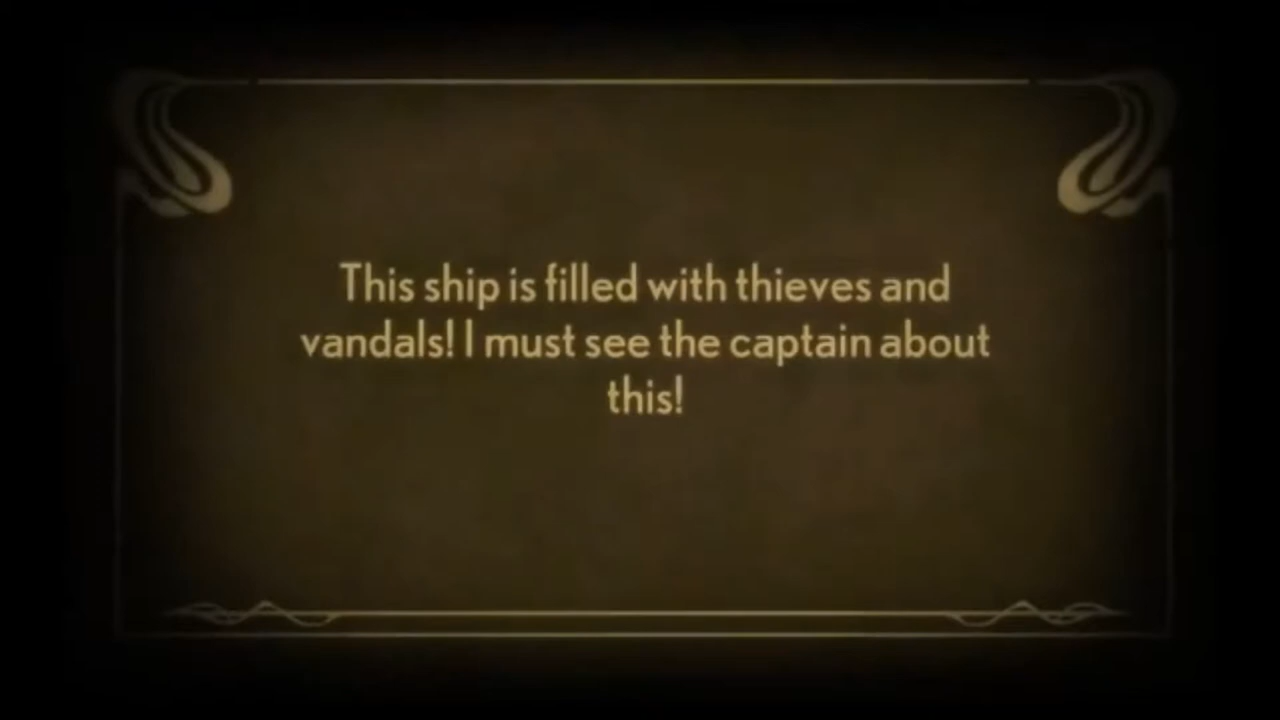 This ship is filled with thieves and
vandals! I must see the captain about
this!